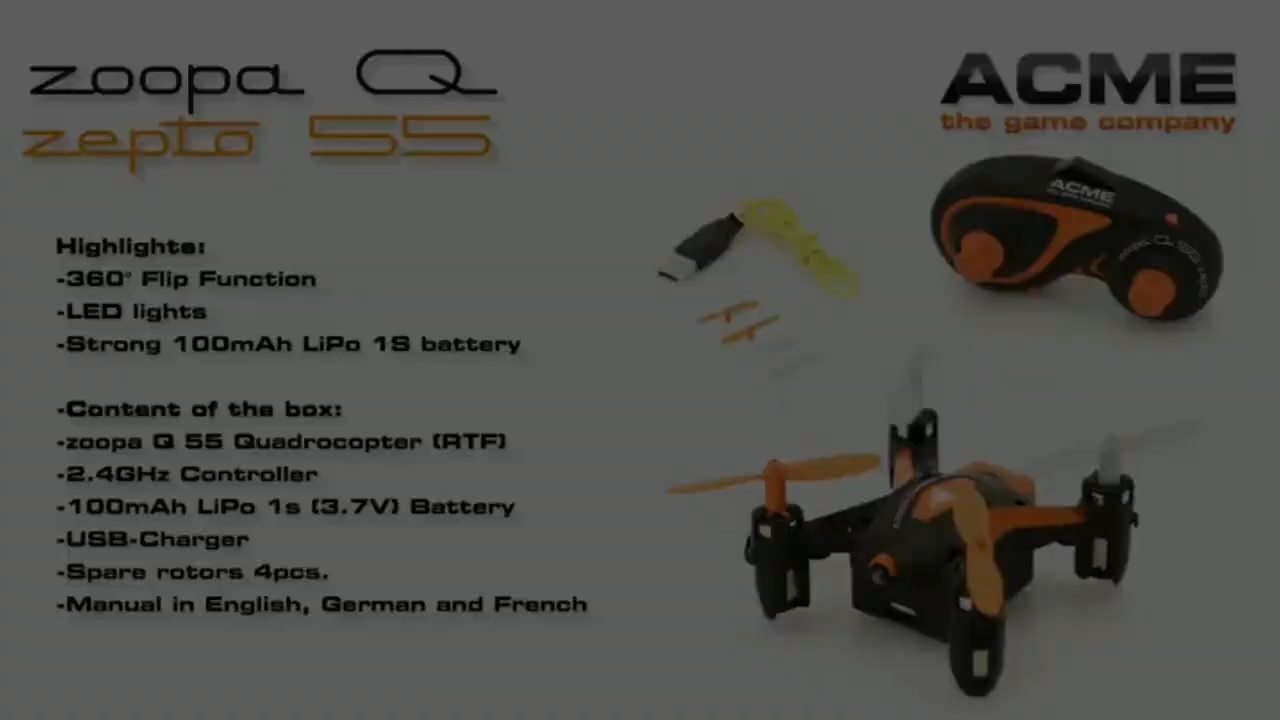 zoopa Q
zepto 55
ACME
the game company
ACME
Highlights:
-360° Flip Function
-LED lights
-Strong 100mAh LiPo 1S battery
-Content of the box:
-zoopa Q 55 Quadrocopter (RTF)
-2.4GHz Controller
-100mAh LiPo 1s (3.7V) Battery
-USB-Charger
-Spare rotors 4pcs.
-Manual in English, German and French